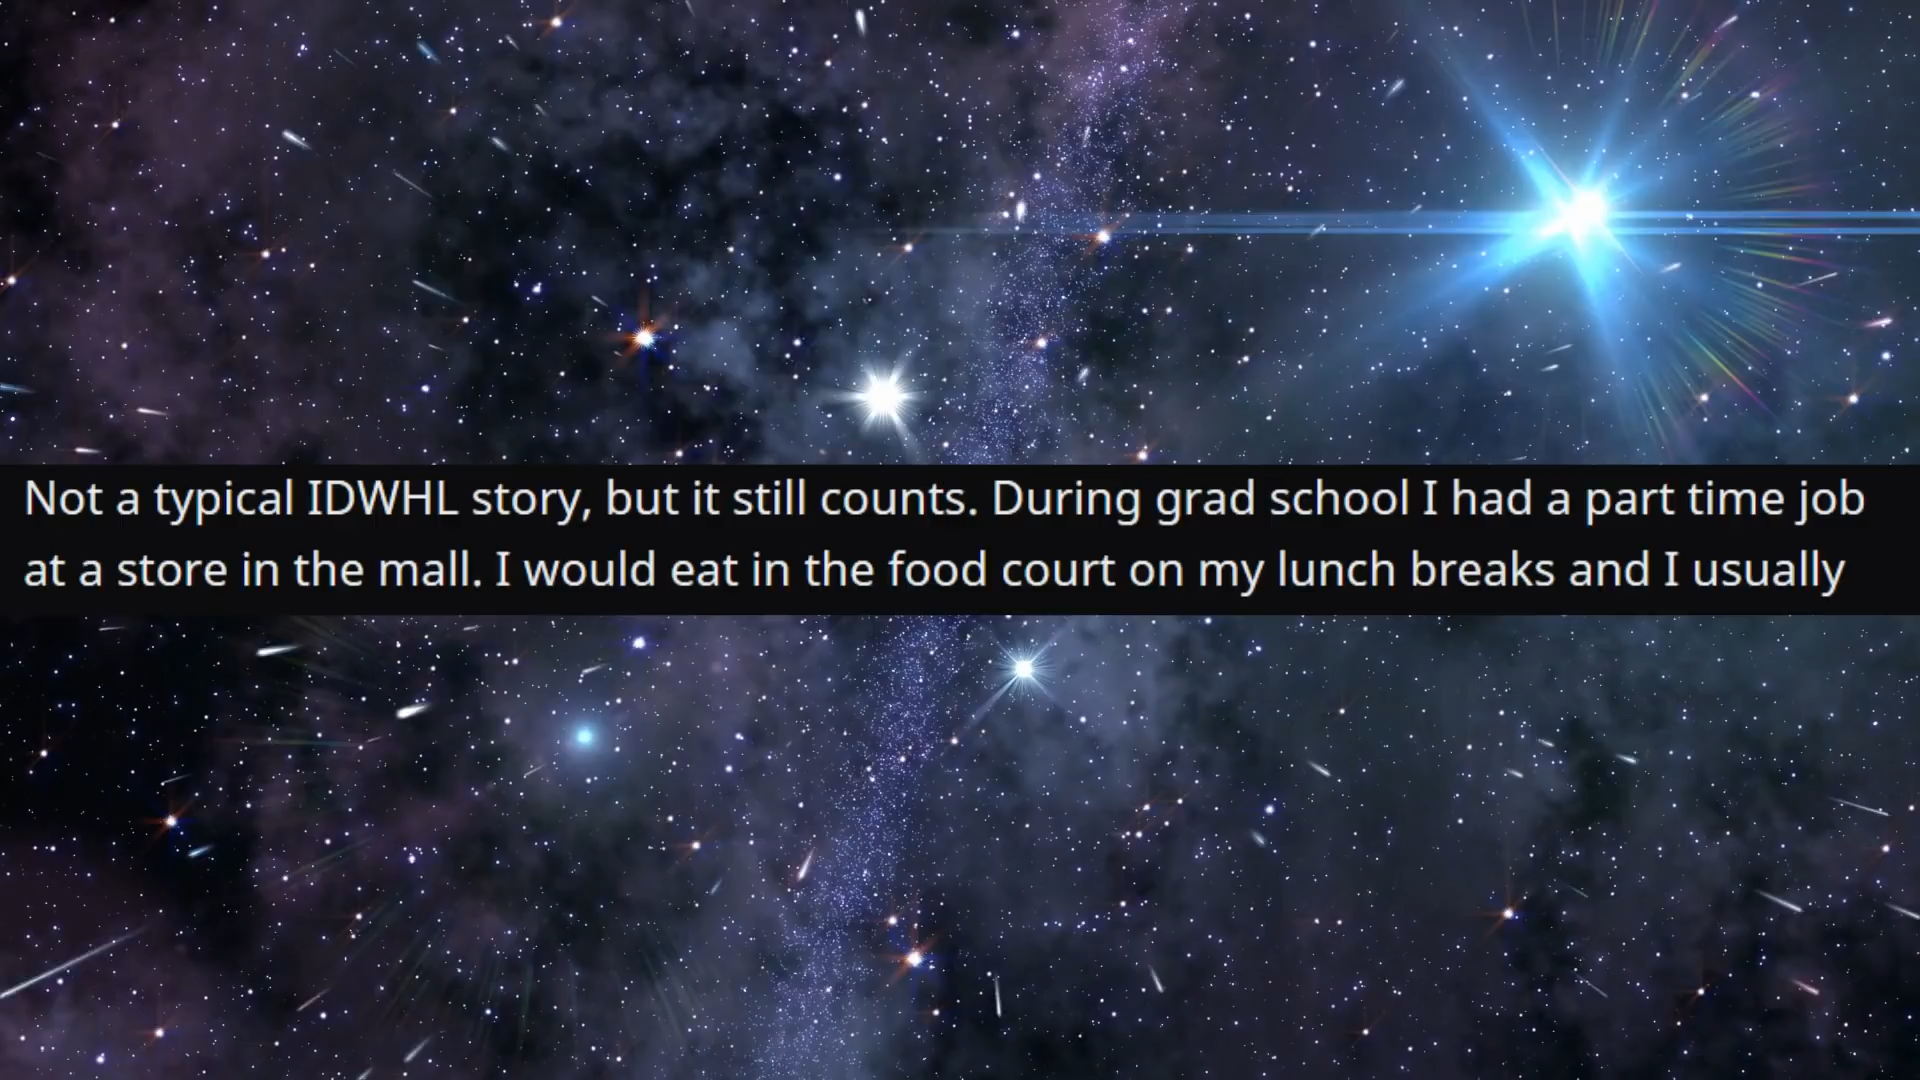 Not a typical IDWHL story, but it still counts. During grad school I had a part time job
at a store in the mall. I would eat in the food court on my lunch breaks and I usually